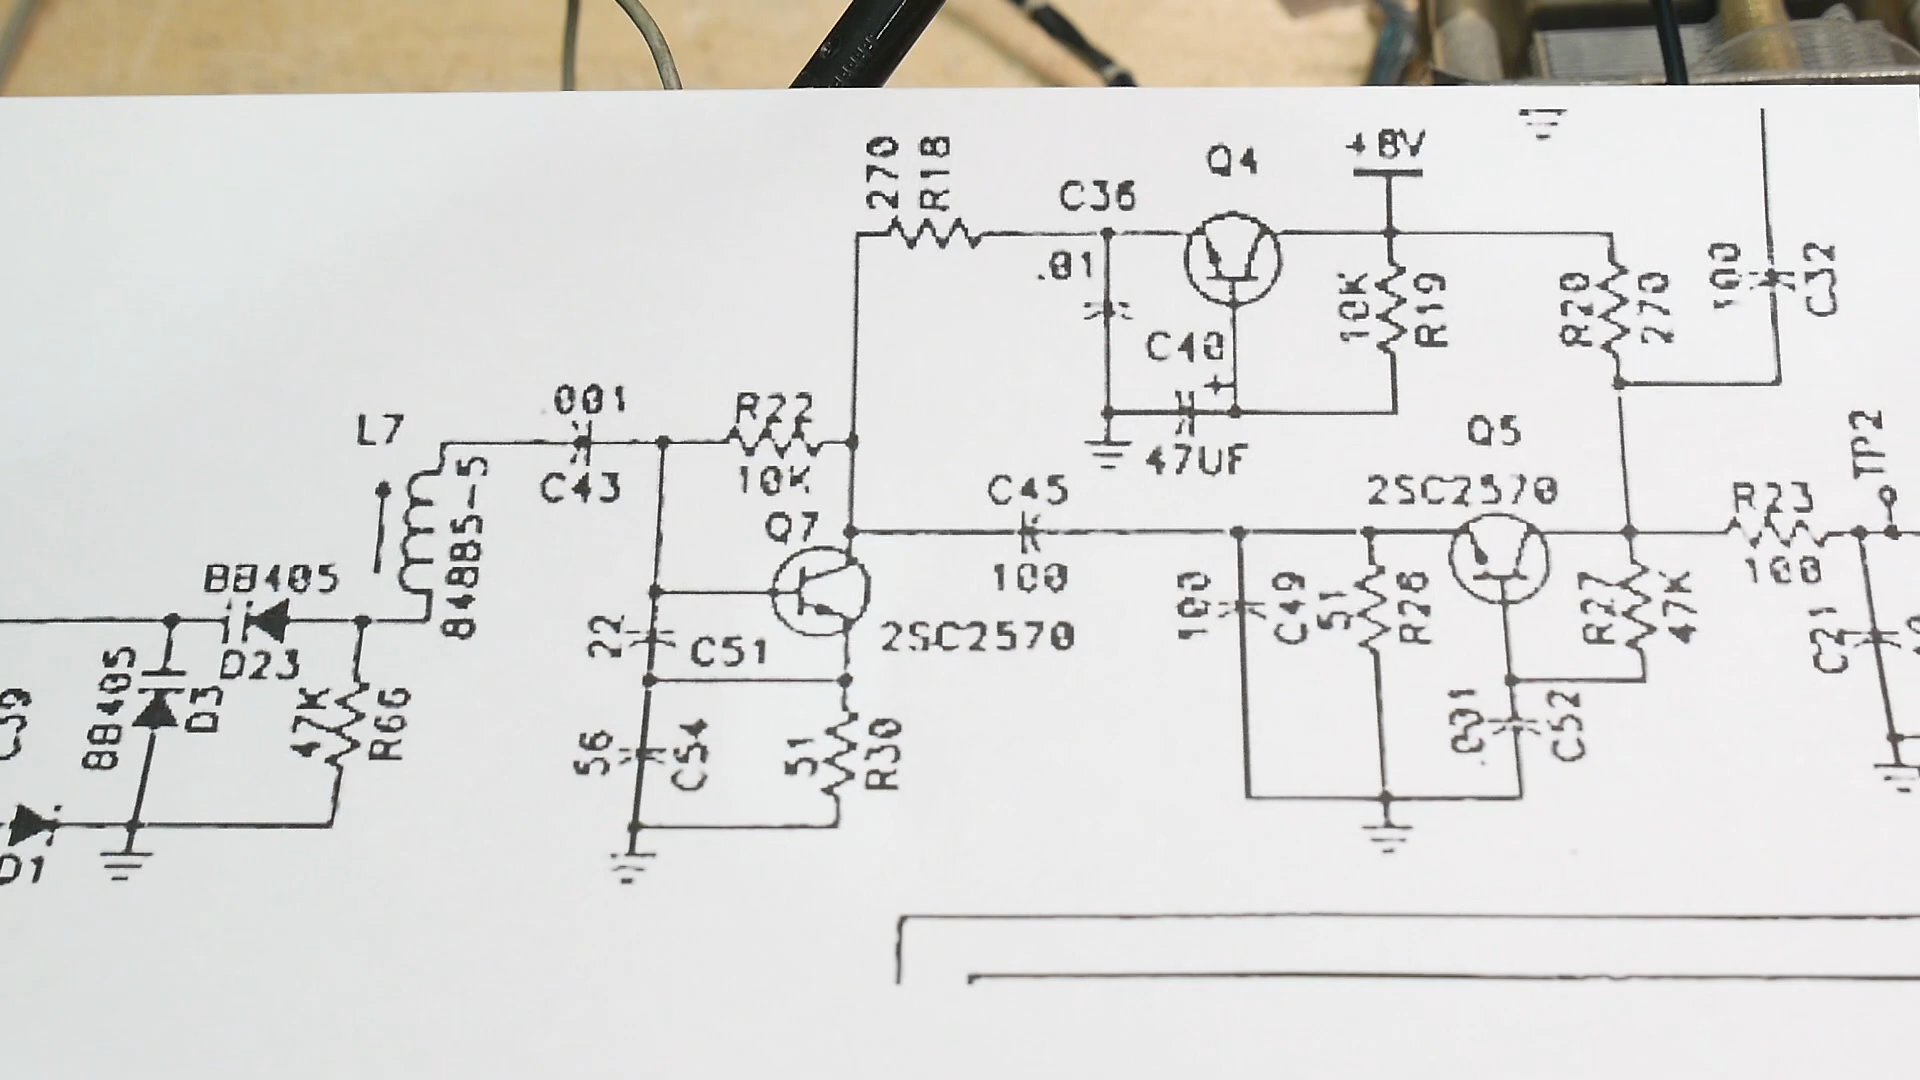 270
R18
C36
.01
Q4
+8V
10K
R19
R20
270
100
C32
C40
+
47UF
L7
84885-5
001
C43
R22
10K
Q7
2SC2570
C45
100
Q5
2SC2570
R23
100
TP2
BB405
D23
BB405
D3
47K
R66
C39
D1
22
C51
56
C54
51
R30
100
C49
51
R26
R27
47K
.001
C52
C21